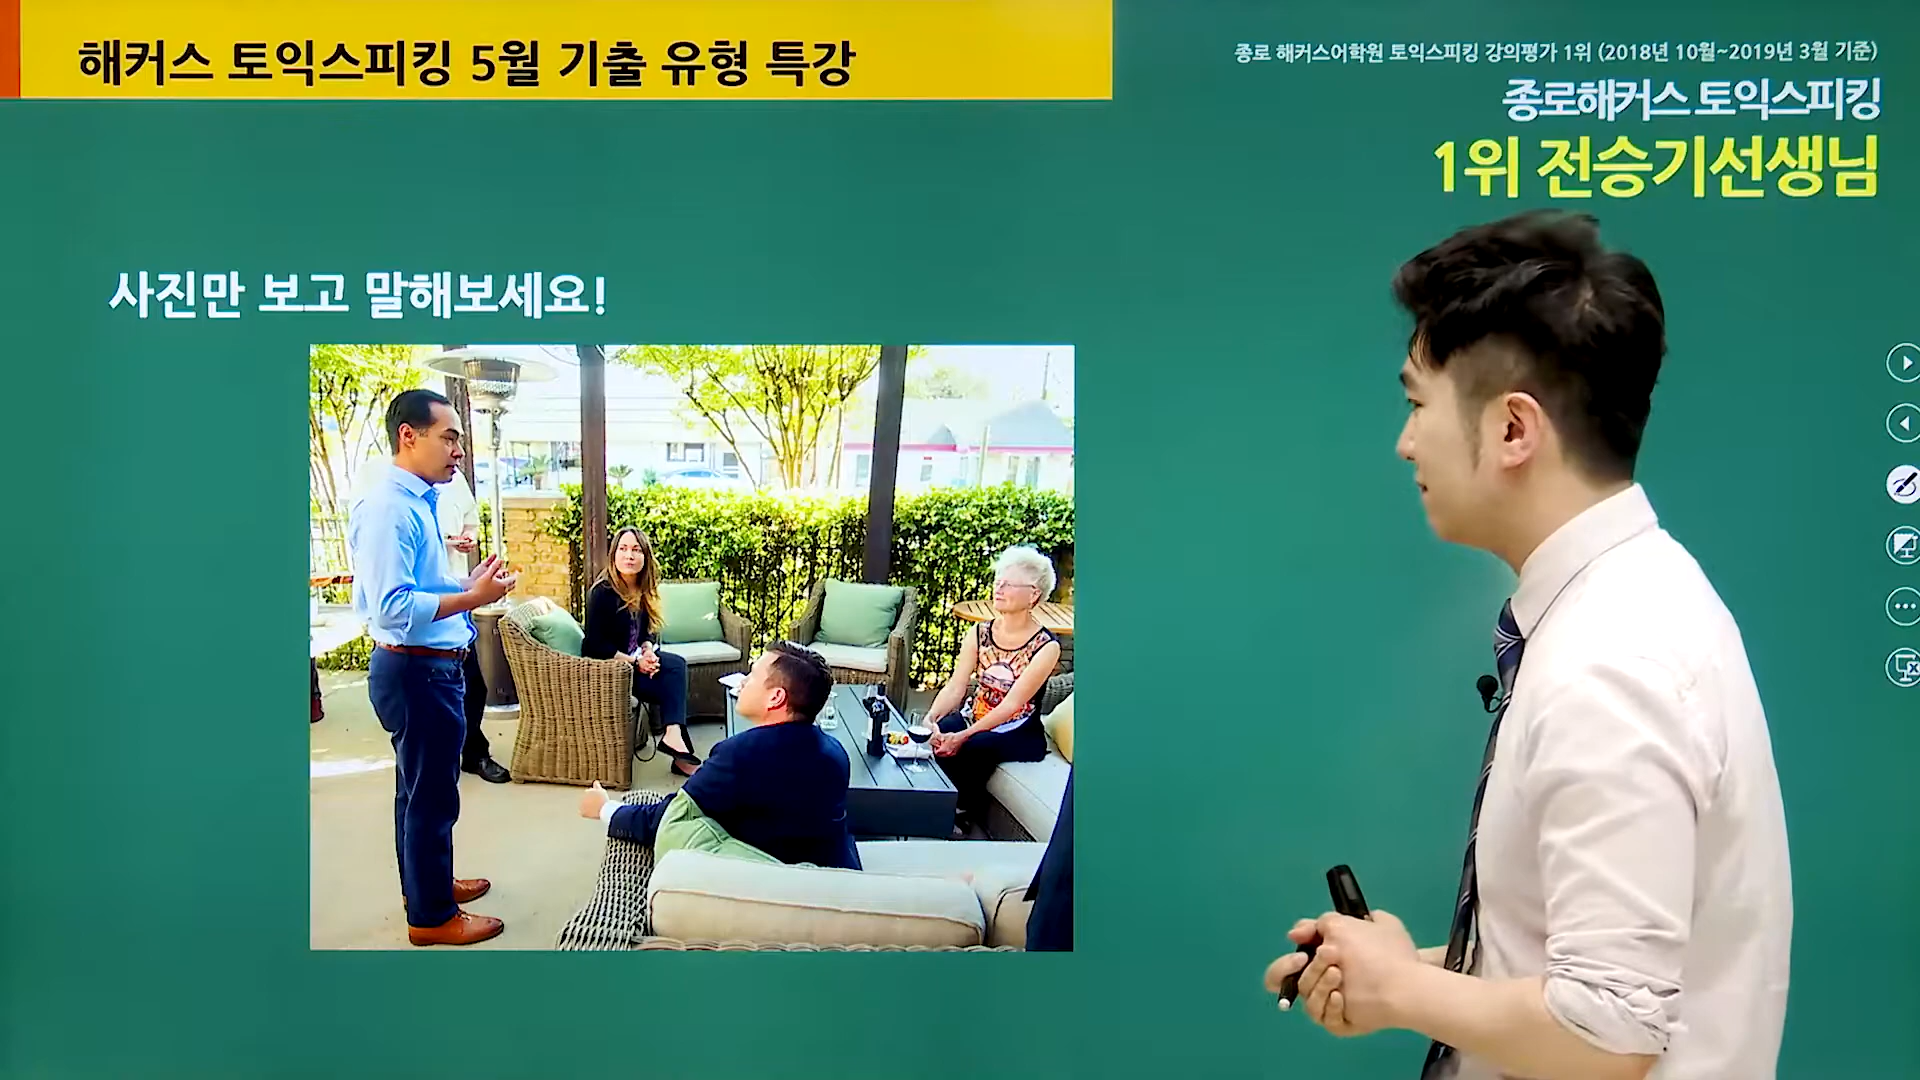 해커스 토익스피킹 5월 기출 유형 특강
종로 해커스어학원 토익스피킹 강의평가 1위 (2018년 10월~2019년 3월 기준)
종로해커스 토익스피킹
1위 전승기선생님
사진만 보고 말해보세요!